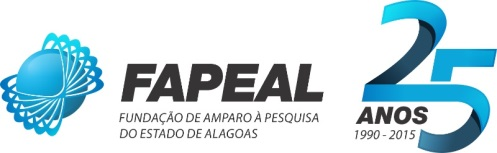 FAPEAL
FUNDAÇÃO DE AMPARO À PESQUISA
DO ESTADO DE ALAGOAS
25
ANOS
1990 - 2015